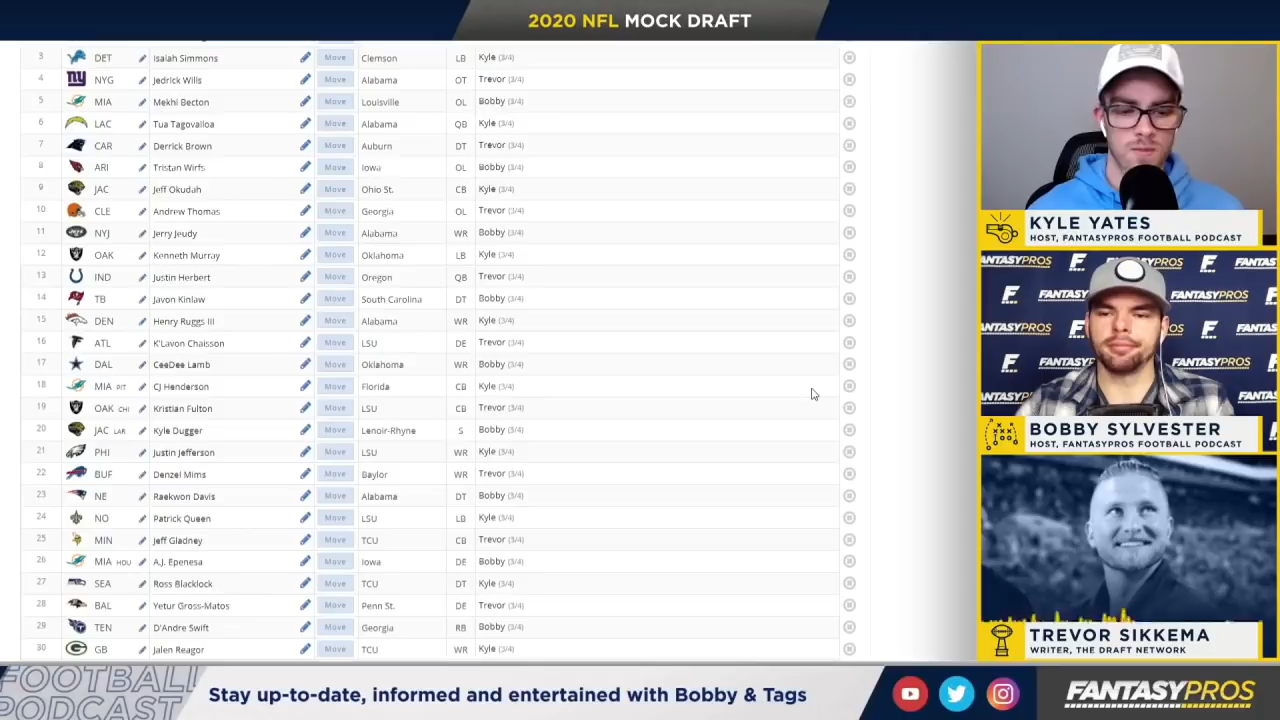 2020 NFL MOCK DRAFT
3 DET Isaiah Simmons Move Clemson LB Kyle (3/4)
4 NYG Jedrick Wills Move Alabama OT Trevor (3/4)
5 MIA Mekhi Becton Move Louisville OL Bobby (3/4)
6 LAC Tua Tagovailoa Move Alabama QB Kyle (3/4)
7 CAR Derrick Brown Move Auburn DT Trevor (3/4)
8 ARI Tristan Wirfs Move Iowa OL Bobby (3/4)
9 JAC Jeff Okudah Move Ohio St. CB Kyle (3/4)
10 CLE Andrew Thomas Move Georgia OL Trevor (3/4)
11 NYJ Jerry Jeudy Move Alabama WR Bobby (3/4)
12 OAK Kenneth Murray Move Oklahoma LB Kyle (3/4)
13 IND Justin Herbert Move Oregon QB Trevor (3/4)
14 TB Javon Kinlaw Move South Carolina DT Bobby (3/4)
15 DEN Henry Ruggs III Move Alabama WR Kyle (3/4)
16 ATL K'Lavon Chaisson Move LSU DE Trevor (3/4)
17 DAL CeeDee Lamb Move Oklahoma WR Bobby (3/4)
18 MIA PIT CJ Henderson Move Florida CB Kyle (3/4)
19 OAK CHI Kristian Fulton Move LSU CB Trevor (3/4)
20 JAC LAR Kyle Dugger Move Lenoir-Rhyne S Bobby (3/4)
21 PHI Justin Jefferson Move LSU WR Kyle (3/4)
22 BUF Denzel Mims Move Baylor WR Trevor (3/4)
23 NE Raekwon Davis Move Alabama DT Bobby (3/4)
24 NO Patrick Queen Move LSU LB Kyle (3/4)
25 MIN Jeff Gladney Move TCU CB Trevor (3/4)
26 MIA HOU A.J. Epenesa Move Iowa DE Bobby (3/4)
27 SEA Ross Blacklock Move TCU DT Kyle (3/4)
28 BAL Yetur Gross-Matos Move Penn St. DE Trevor (3/4)
29 TEN D'Andre Swift Move Georgia RB Bobby (3/4)
30 GB Jalen Reagor Move TCU WR Kyle (3/4)
KYLE YATES
HOST, FANTASYPROS FOOTBALL PODCAST
BOBBY SYLVESTER
HOST, FANTASYPROS FOOTBALL PODCAST
TREVOR SIKKEMA
WRITER, THE DRAFT NETWORK
FOOTBALL
PODCAST
Stay up-to-date, informed and entertained with Bobby & Tags
FANTASYPROS